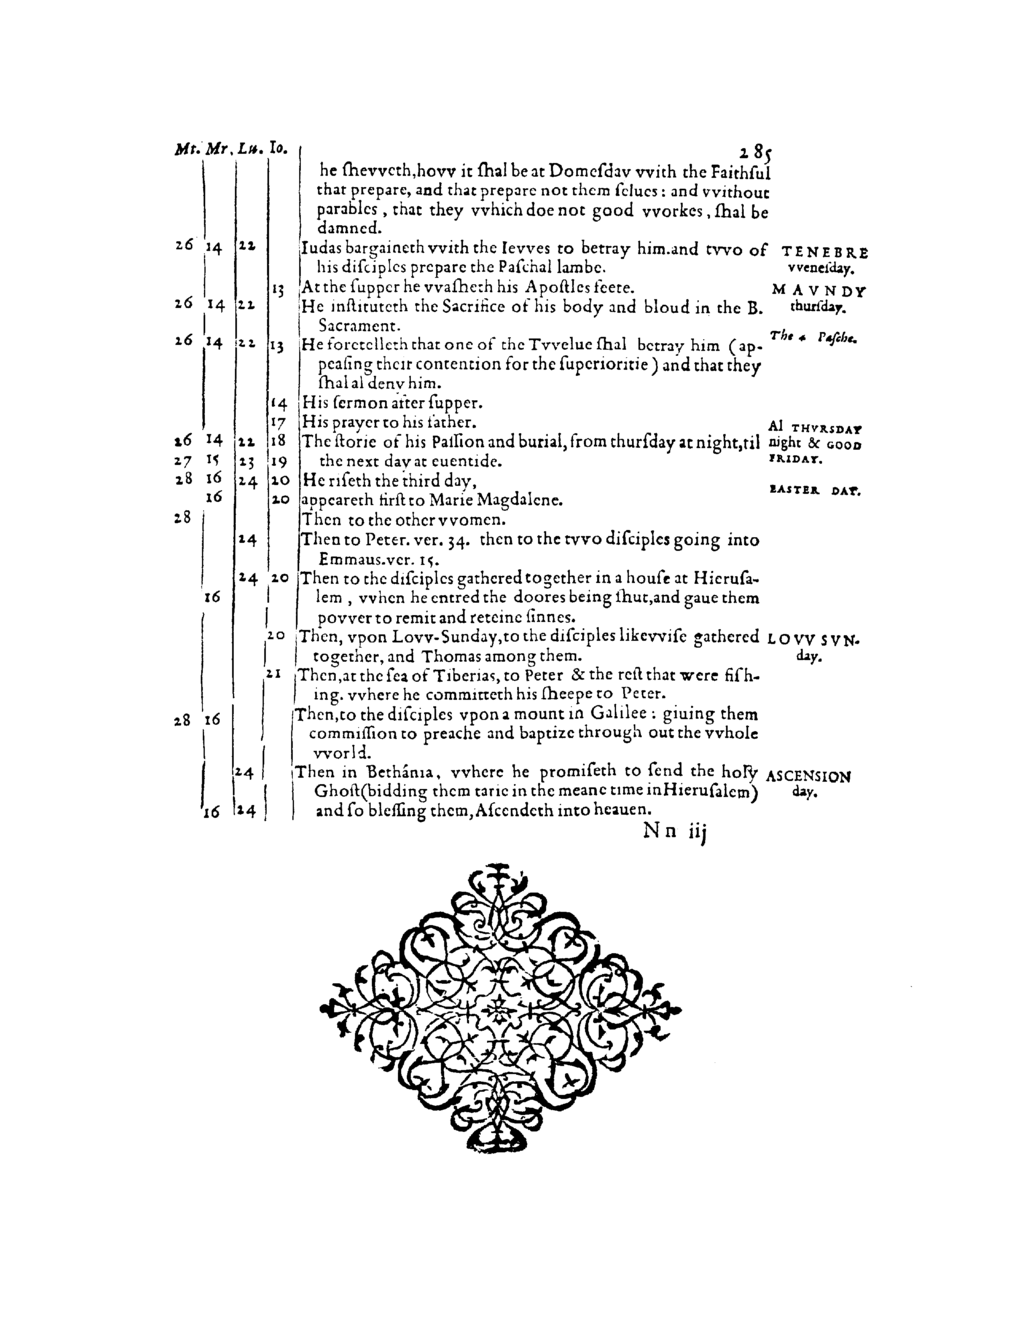 Mt. Mr. Lu. Io. 285
he ſhevveth,hovv it ſhal be at Domeſday vvith the Faithful
that prepare, and that prepare not them ſelues: and vvithout
parables, that they vvhich doe not good vvorkes, ſhal be
damned.
26 14 22 Iudas bargaineth vvith the Ievves to betray him.and tvvo of TENEBRE
his diſciples prepare the Paſchal lambe. vveneſday.
13 At the ſupper he vvaſheth his Apoſtles feete. MAVNDY
26 14 22 He inſtituteth the Sacrifice of his body and bloud in the B. thurſday.
Sacrament.
26 14 22 13 He foretelleth that one of the Tvvelue ſhal betray him (ap- The 4 Paſche.
peaſing their contention for the ſuperioritie) and that they
ſhal al deny him.
14 His ſermon after ſupper.
17 His prayer to his father. Al THVRSDAY
26 14 22 18 The ſtorie of his Paſſion and burial, from thurſday at night,til night & GOOD
27 15 23 19 the next day at euentide. FRIDAY.
28 16 24 20 He riſeth the third day, EASTER DAY.
16 20 appeareth firſt to Marie Magdalene.
28 Then to the other vvomen.
24 Then to Peter. ver. 34. then to the tvvo diſciples going into
Emmaus.ver. 15.
24 20 Then to the diſciples gathered together in a houſe at Hieruſa-
16 lem, vvhen he entred the doores being ſhut,and gaue them
povver to remit and reteine ſinnes.
20 Then, vpon Lovv-Sunday,to the diſciples likevviſe gathered LOVV SVN-
together, and Thomas among them. day.
21 Then,at the ſea of Tiberias, to Peter & the reſt that were fiſh-
ing. vvhere he committeth his ſheepe to Peter.
28 16 Then,to the diſciples vpon a mount in Galilee: giuing them
commiſſion to preache and baptize through out the vvhole
vvorld.
24 Then in Bethánia, vvhere he promiſeth to ſend the holy ASCENSION
Ghoſt(bidding them tarie in the meane time in Hieruſalem) day.
16 24 and ſo bleſſing them,Aſcendeth into heauen.
Nn iij